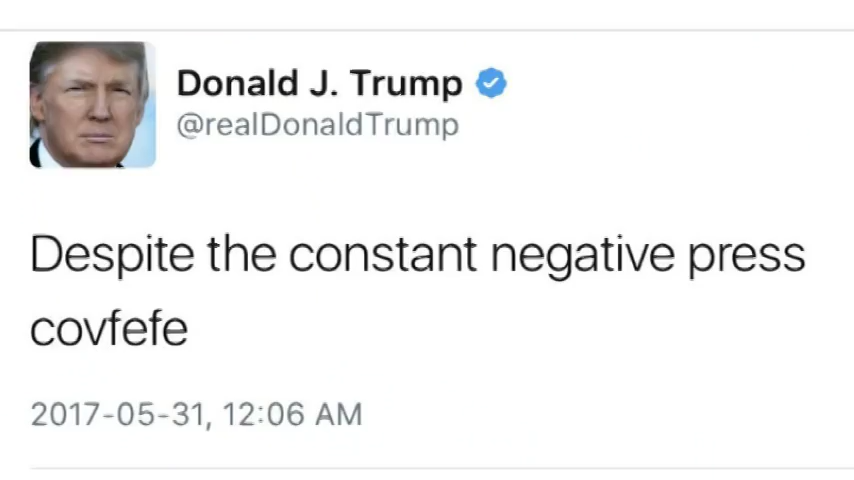 Donald J. Trump
@realDonaldTrump
Despite the constant negative press
covfefe
2017-05-31, 12:06 AM